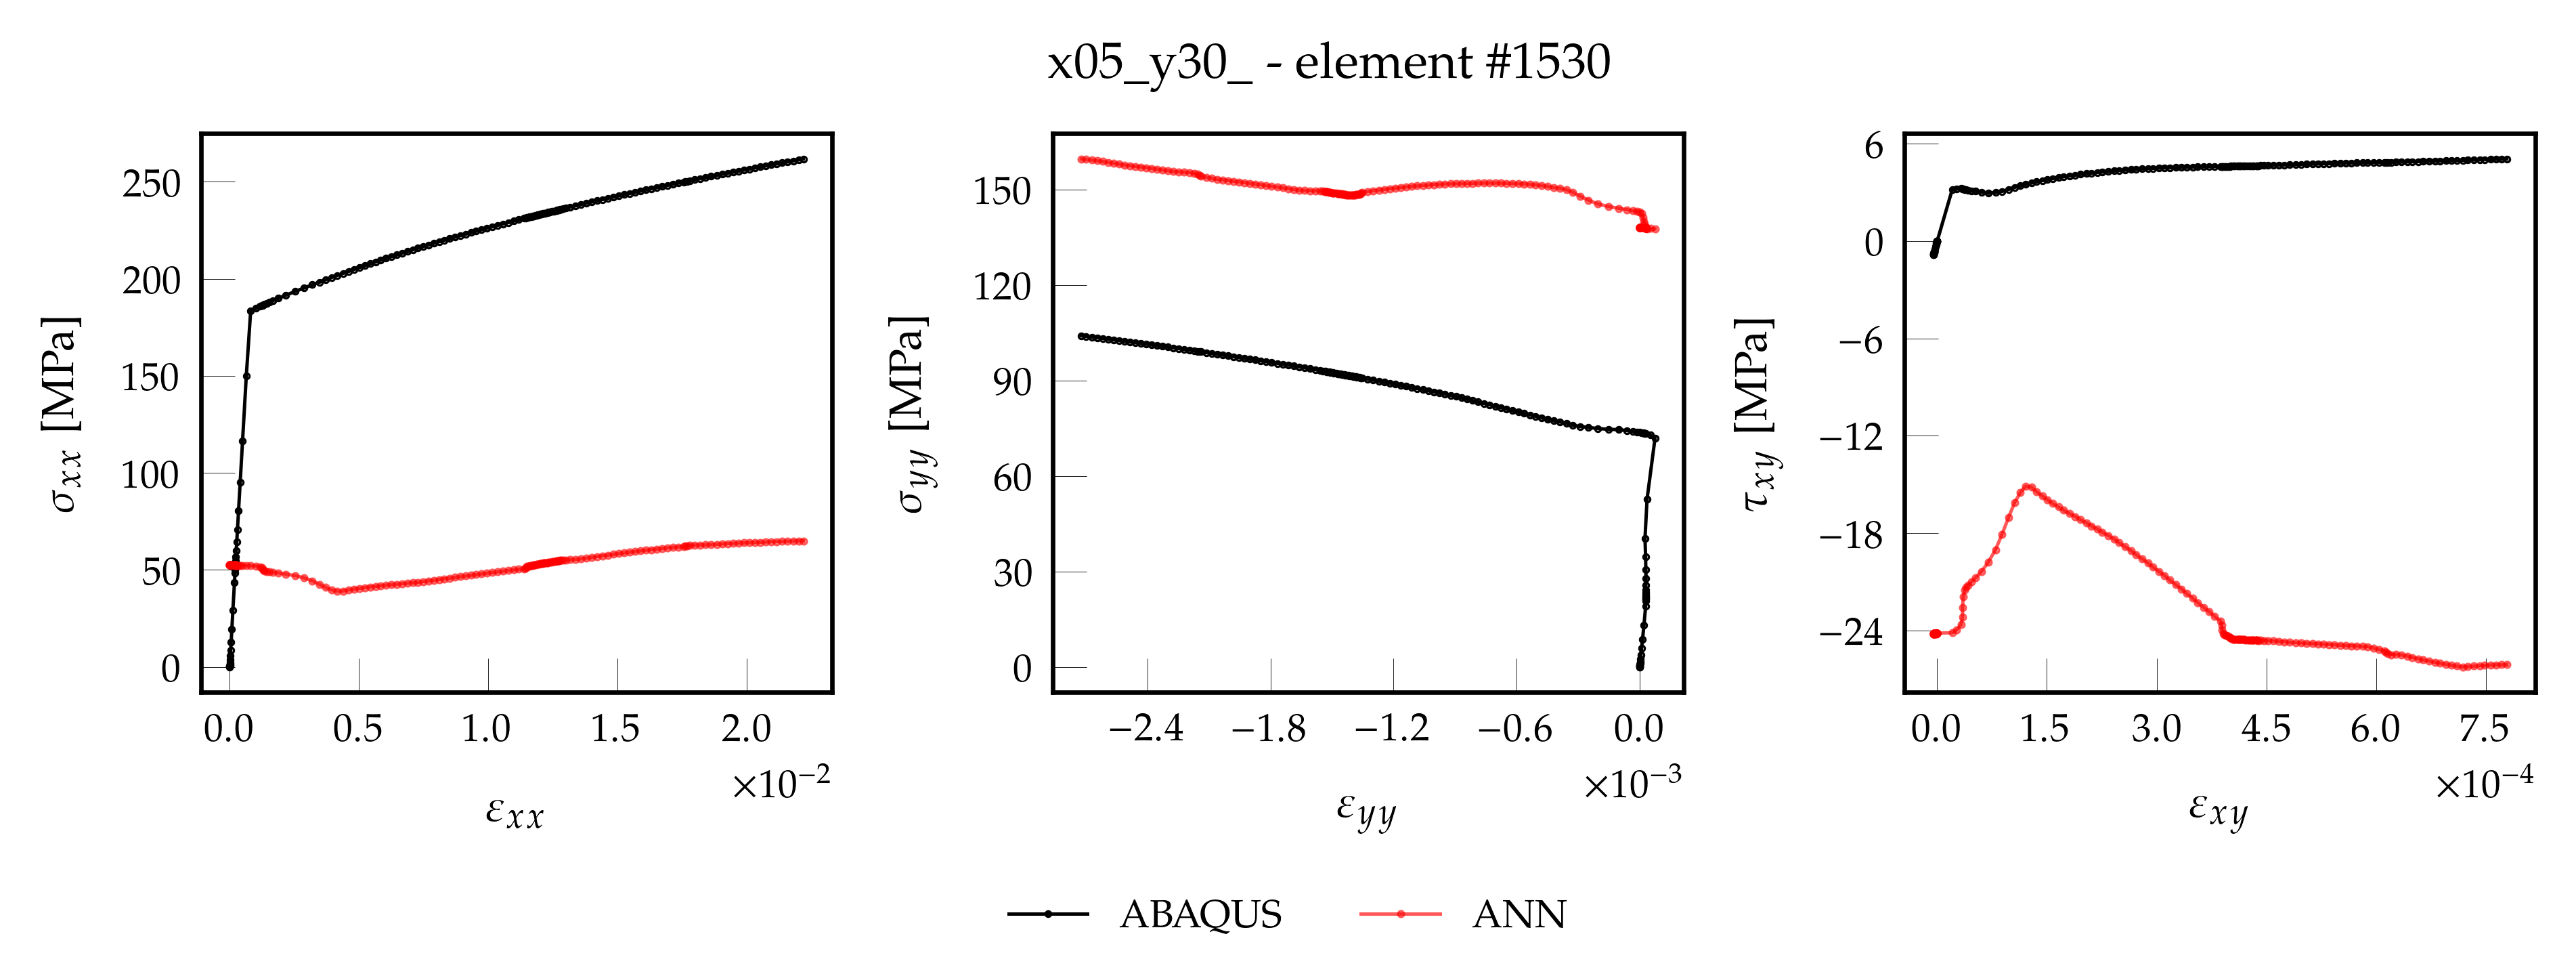 x05_y30_ - element #1530
σxx [MPa]
250
200
150
100
50
0
0.0 0.5 1.0 1.5 2.0
×10−2
εxx
σyy [MPa]
150
120
90
60
30
0
−2.4 −1.8 −1.2 −0.6 0.0
×10−3
εyy
τxy [MPa]
6
0
−6
−12
−18
−24
0.0 1.5 3.0 4.5 6.0 7.5
×10−4
εxy
ABAQUS ANN